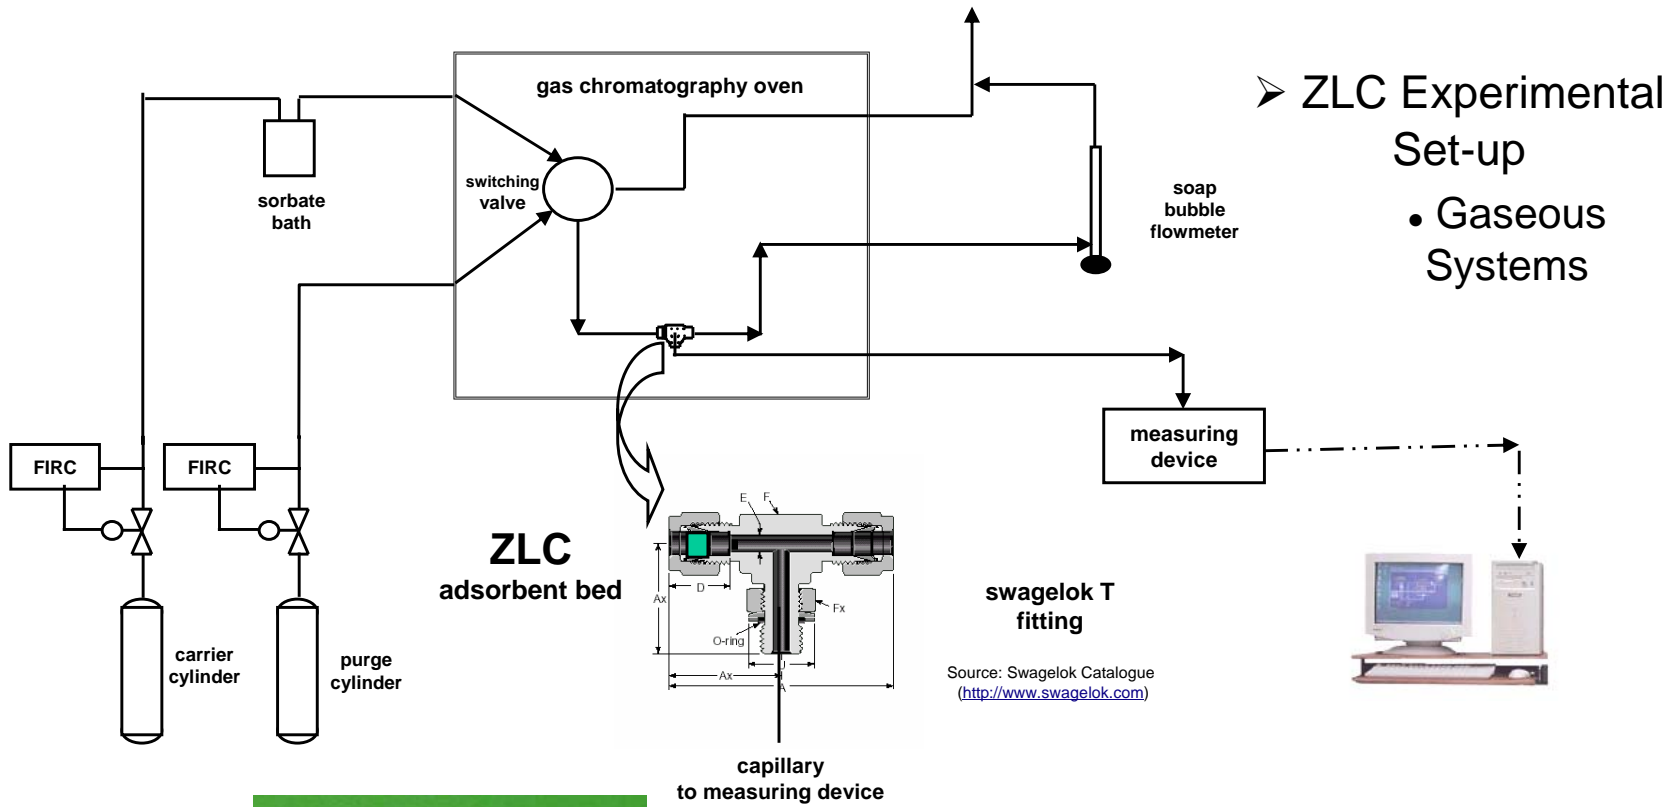 gas chromatography oven
➢ ZLC Experimental
Set-up
• Gaseous
Systems
switching
valve
sorbate
bath
soap
bubble
flowmeter
measuring
device
FIRC
FIRC
ZLC
adsorbent bed
E
F
D
Ax
Fx
O-ring
J
Ax
A
swagelok T
fitting
Source: Swagelok Catalogue
(http://www.swagelok.com)
carrier
cylinder
purge
cylinder
capillary
to measuring device